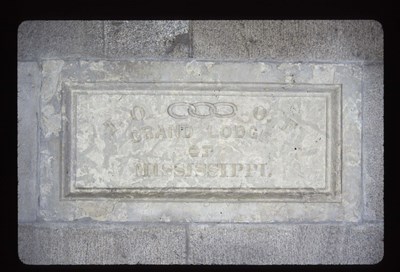 O. O.
GRAND LODGE
OF
MISSISSIPPI.